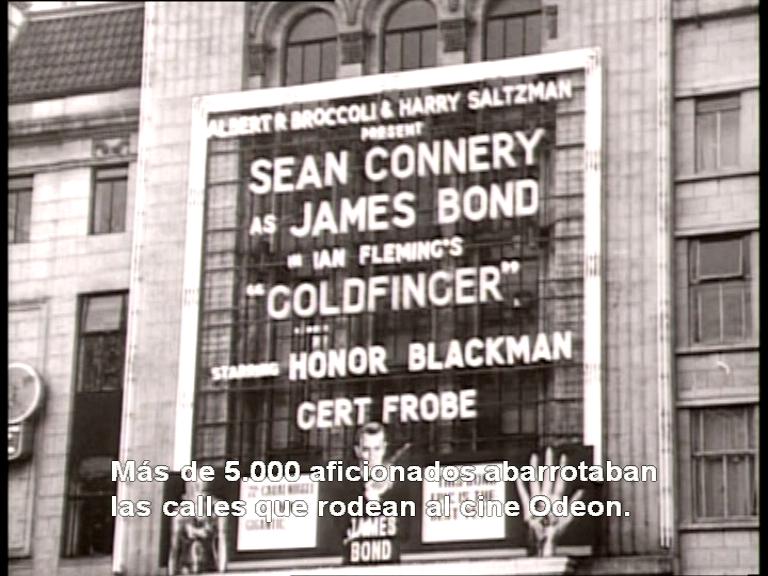 ALBERT R BROCCOLI & HARRY SALTZMAN
PRESENT
SEAN CONNERY
AS JAMES BOND
IN IAN FLEMING'S
"GOLDFINGER".
STARRING HONOR BLACKMAN
GERT FROBE
JAMES
BOND
Más de 5.000 aficionados abarrotaban
las calles que rodean al cine Odeon.